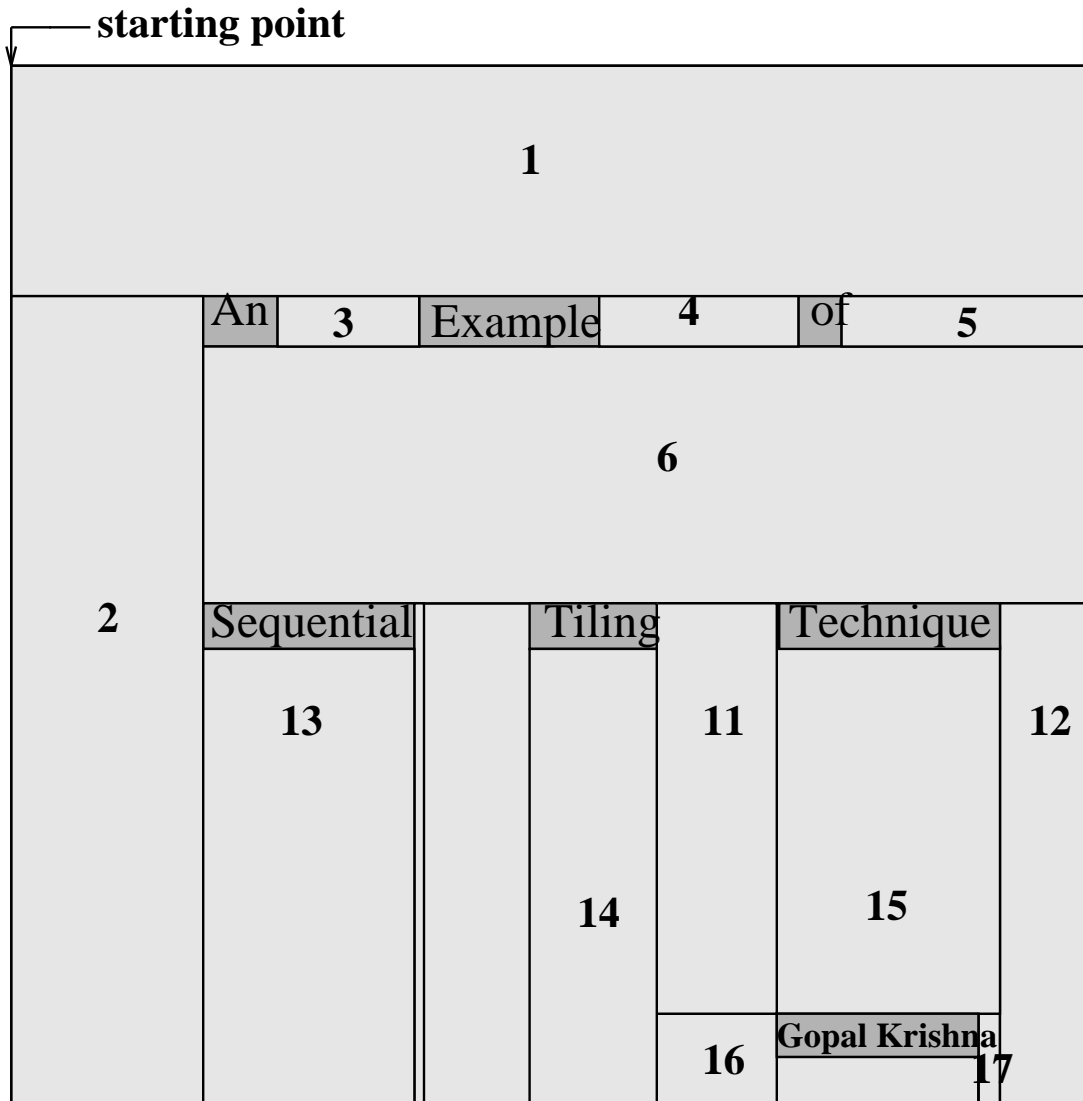 starting point
1
An 3 Example 4 of 5
6
2
Sequential Tiling Technique
13 11 12
14 15
Gopal Krishna
16 17